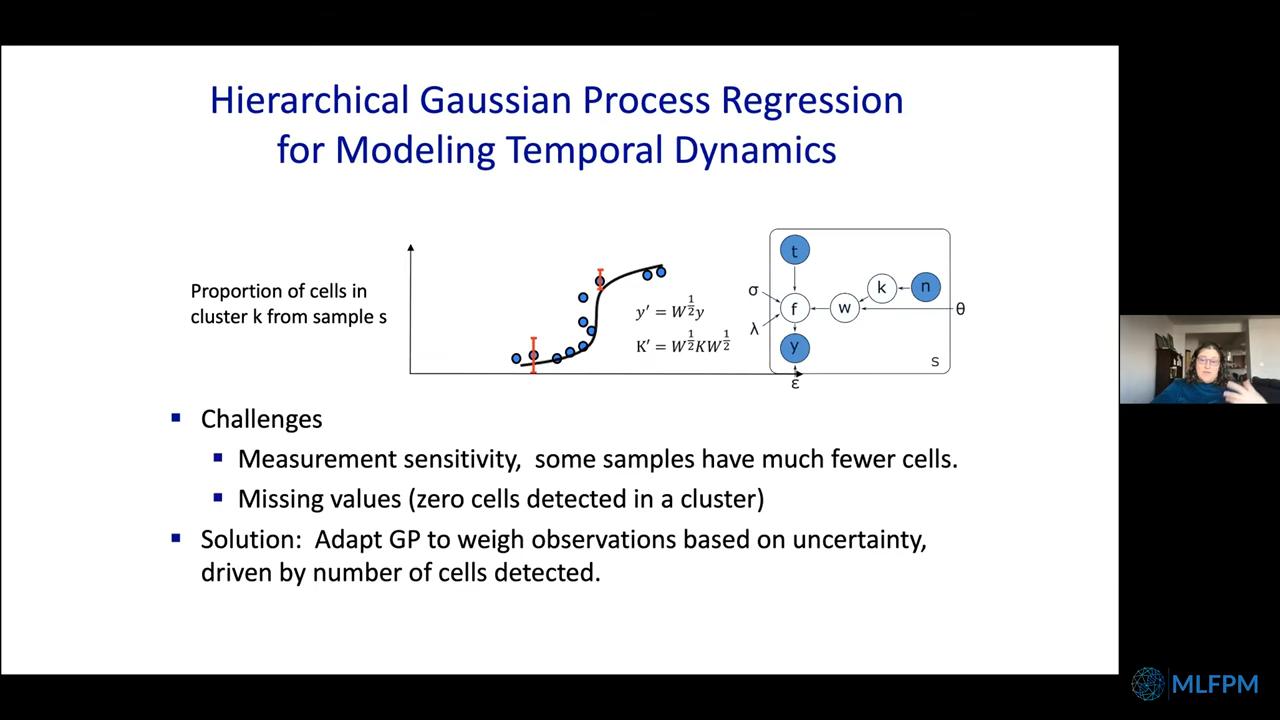 Hierarchical Gaussian Process Regression
for Modeling Temporal Dynamics
Proportion of cells in
cluster k from sample s
y′ = W^{1/2}y
K′ = W^{1/2}KW^{1/2}
t
σ
f
w
k
n
θ
λ
y
s
ε
▪ Challenges
▪ Measurement sensitivity, some samples have much fewer cells.
▪ Missing values (zero cells detected in a cluster)
▪ Solution: Adapt GP to weigh observations based on uncertainty,
driven by number of cells detected.
MLFPM